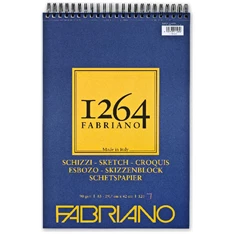 1264
FABRIANO
Made in Italy
SCHIZZI - SKETCH - CROQUIS
ESBOZO - SKIZZENBLOCK
SCHETSPAPIER
FABRIANO